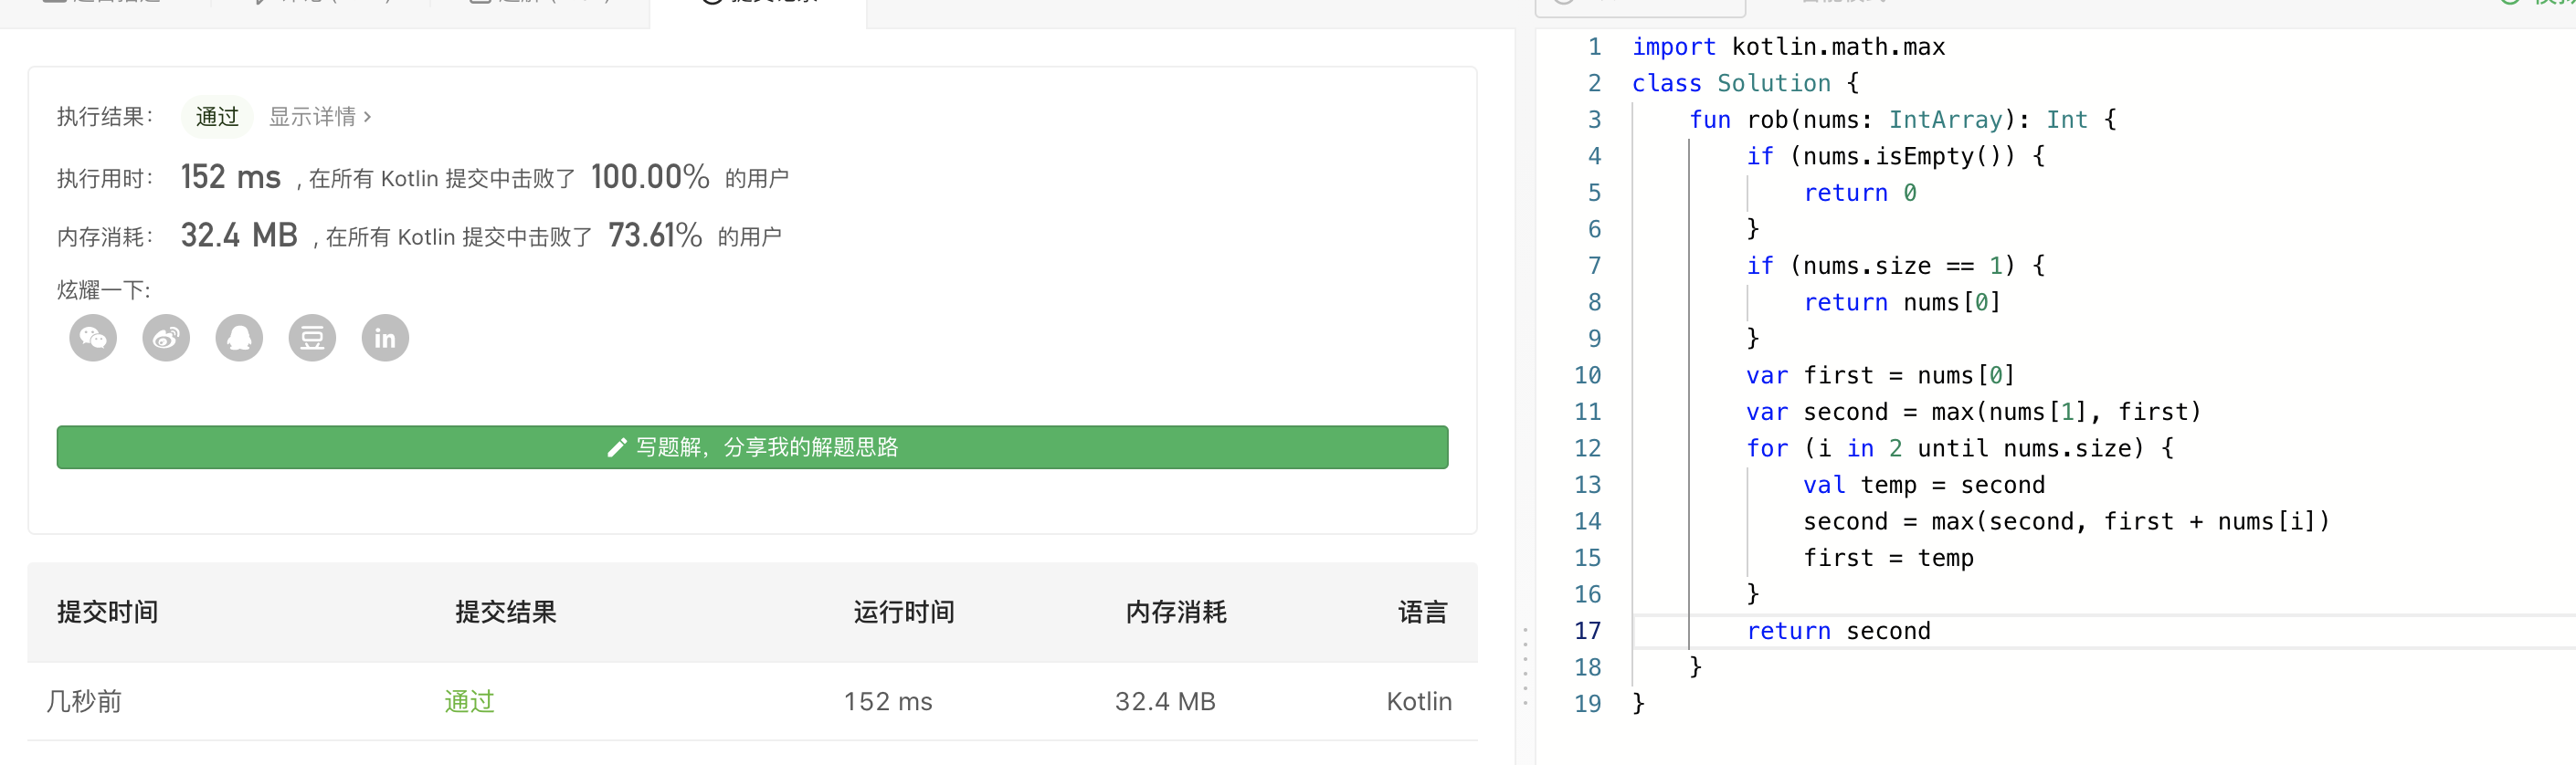 提交记录
执行结果： 通过 显示详情 >
执行用时： 152 ms , 在所有 Kotlin 提交中击败了 100.00% 的用户
内存消耗： 32.4 MB , 在所有 Kotlin 提交中击败了 73.61% 的用户
炫耀一下:
豆 in
写题解，分享我的解题思路
提交时间 提交结果 运行时间 内存消耗 语言
几秒前 通过 152 ms 32.4 MB Kotlin
1 import kotlin.math.max
2 class Solution {
3 fun rob(nums: IntArray): Int {
4 if (nums.isEmpty()) {
5 return 0
6 }
7 if (nums.size == 1) {
8 return nums[0]
9 }
10 var first = nums[0]
11 var second = max(nums[1], first)
12 for (i in 2 until nums.size) {
13 val temp = second
14 second = max(second, first + nums[i])
15 first = temp
16 }
17 return second
18 }
19 }